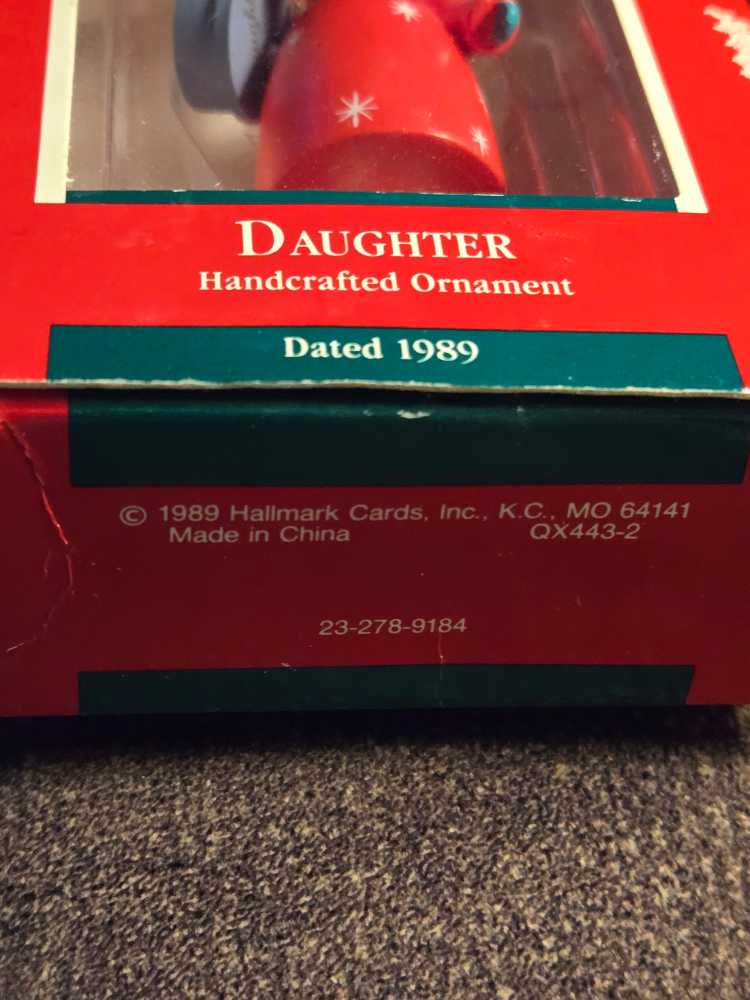 DAUGHTER
Handcrafted Ornament
Dated 1989
© 1989 Hallmark Cards, Inc., K.C., MO 64141
Made in China QX443-2
23-278-9184